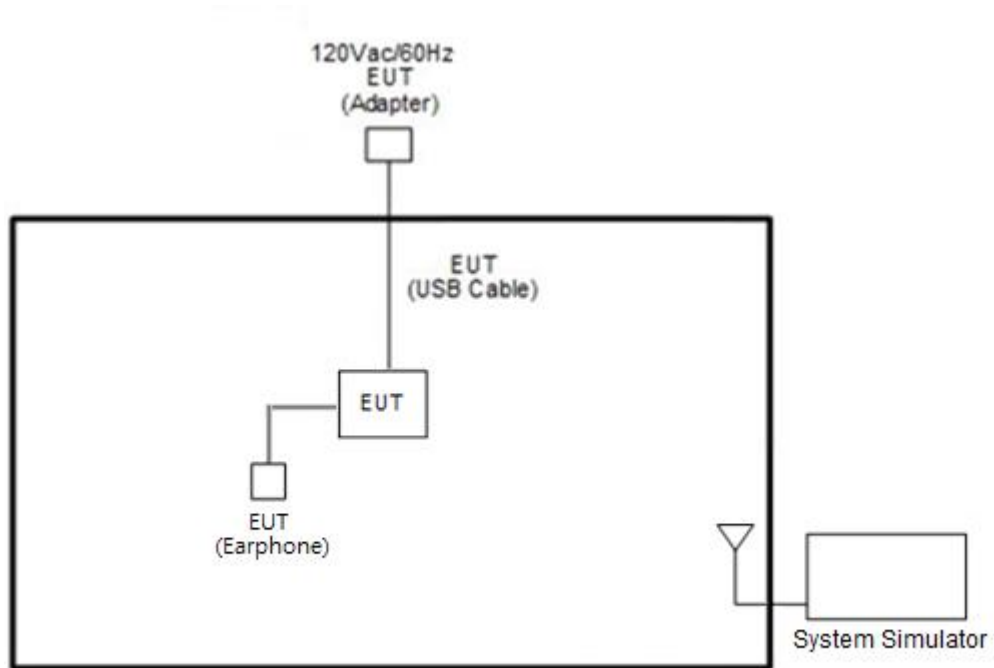 120Vac/60Hz
EUT
(Adapter)
EUT
(USB Cable)
EUT
EUT
(Earphone)
System Simulator